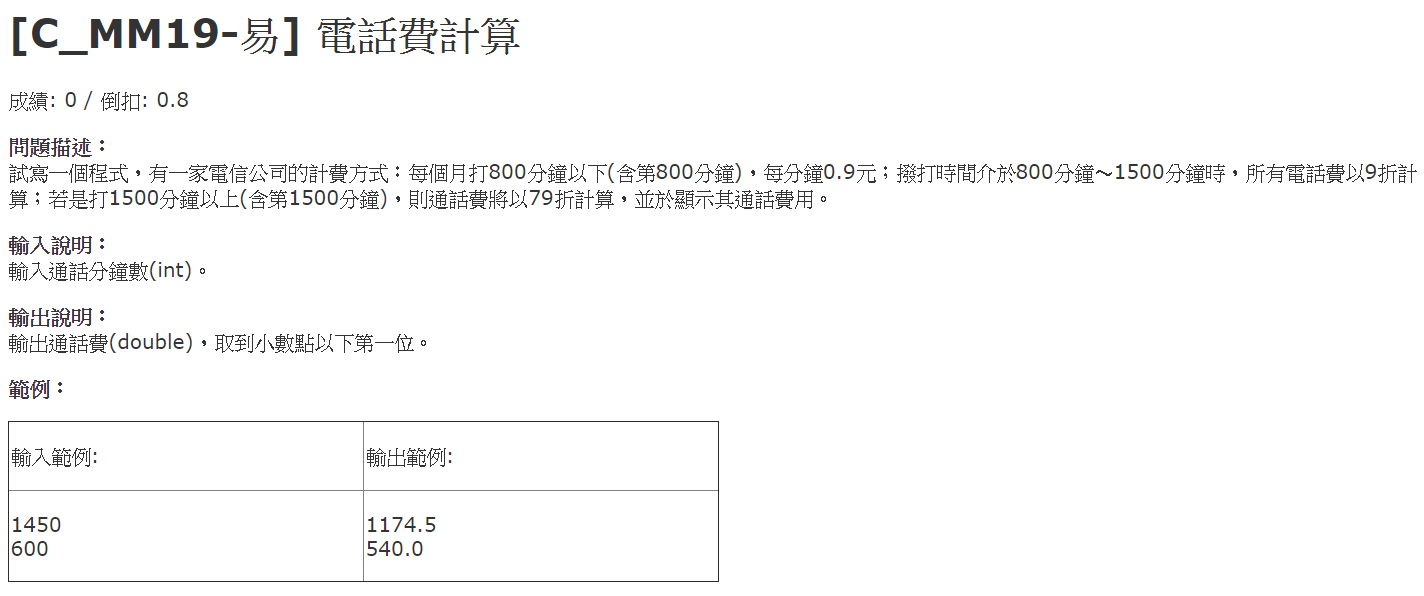 [C_MM19-易] 電話費計算
成績: 0 / 倒扣: 0.8
問題描述：
試寫一個程式，有一家電信公司的計費方式：每個月打800分鐘以下(含第800分鐘)，每分鐘0.9元；撥打時間介於800分鐘～1500分鐘時，所有電話費以9折計
算；若是打1500分鐘以上(含第1500分鐘)，則通話費將以79折計算，並於顯示其通話費用。
輸入說明：
輸入通話分鐘數(int)。
輸出說明：
輸出通話費(double)，取到小數點以下第一位。
範例：
輸入範例:
輸出範例:
1450
600
1174.5
540.0